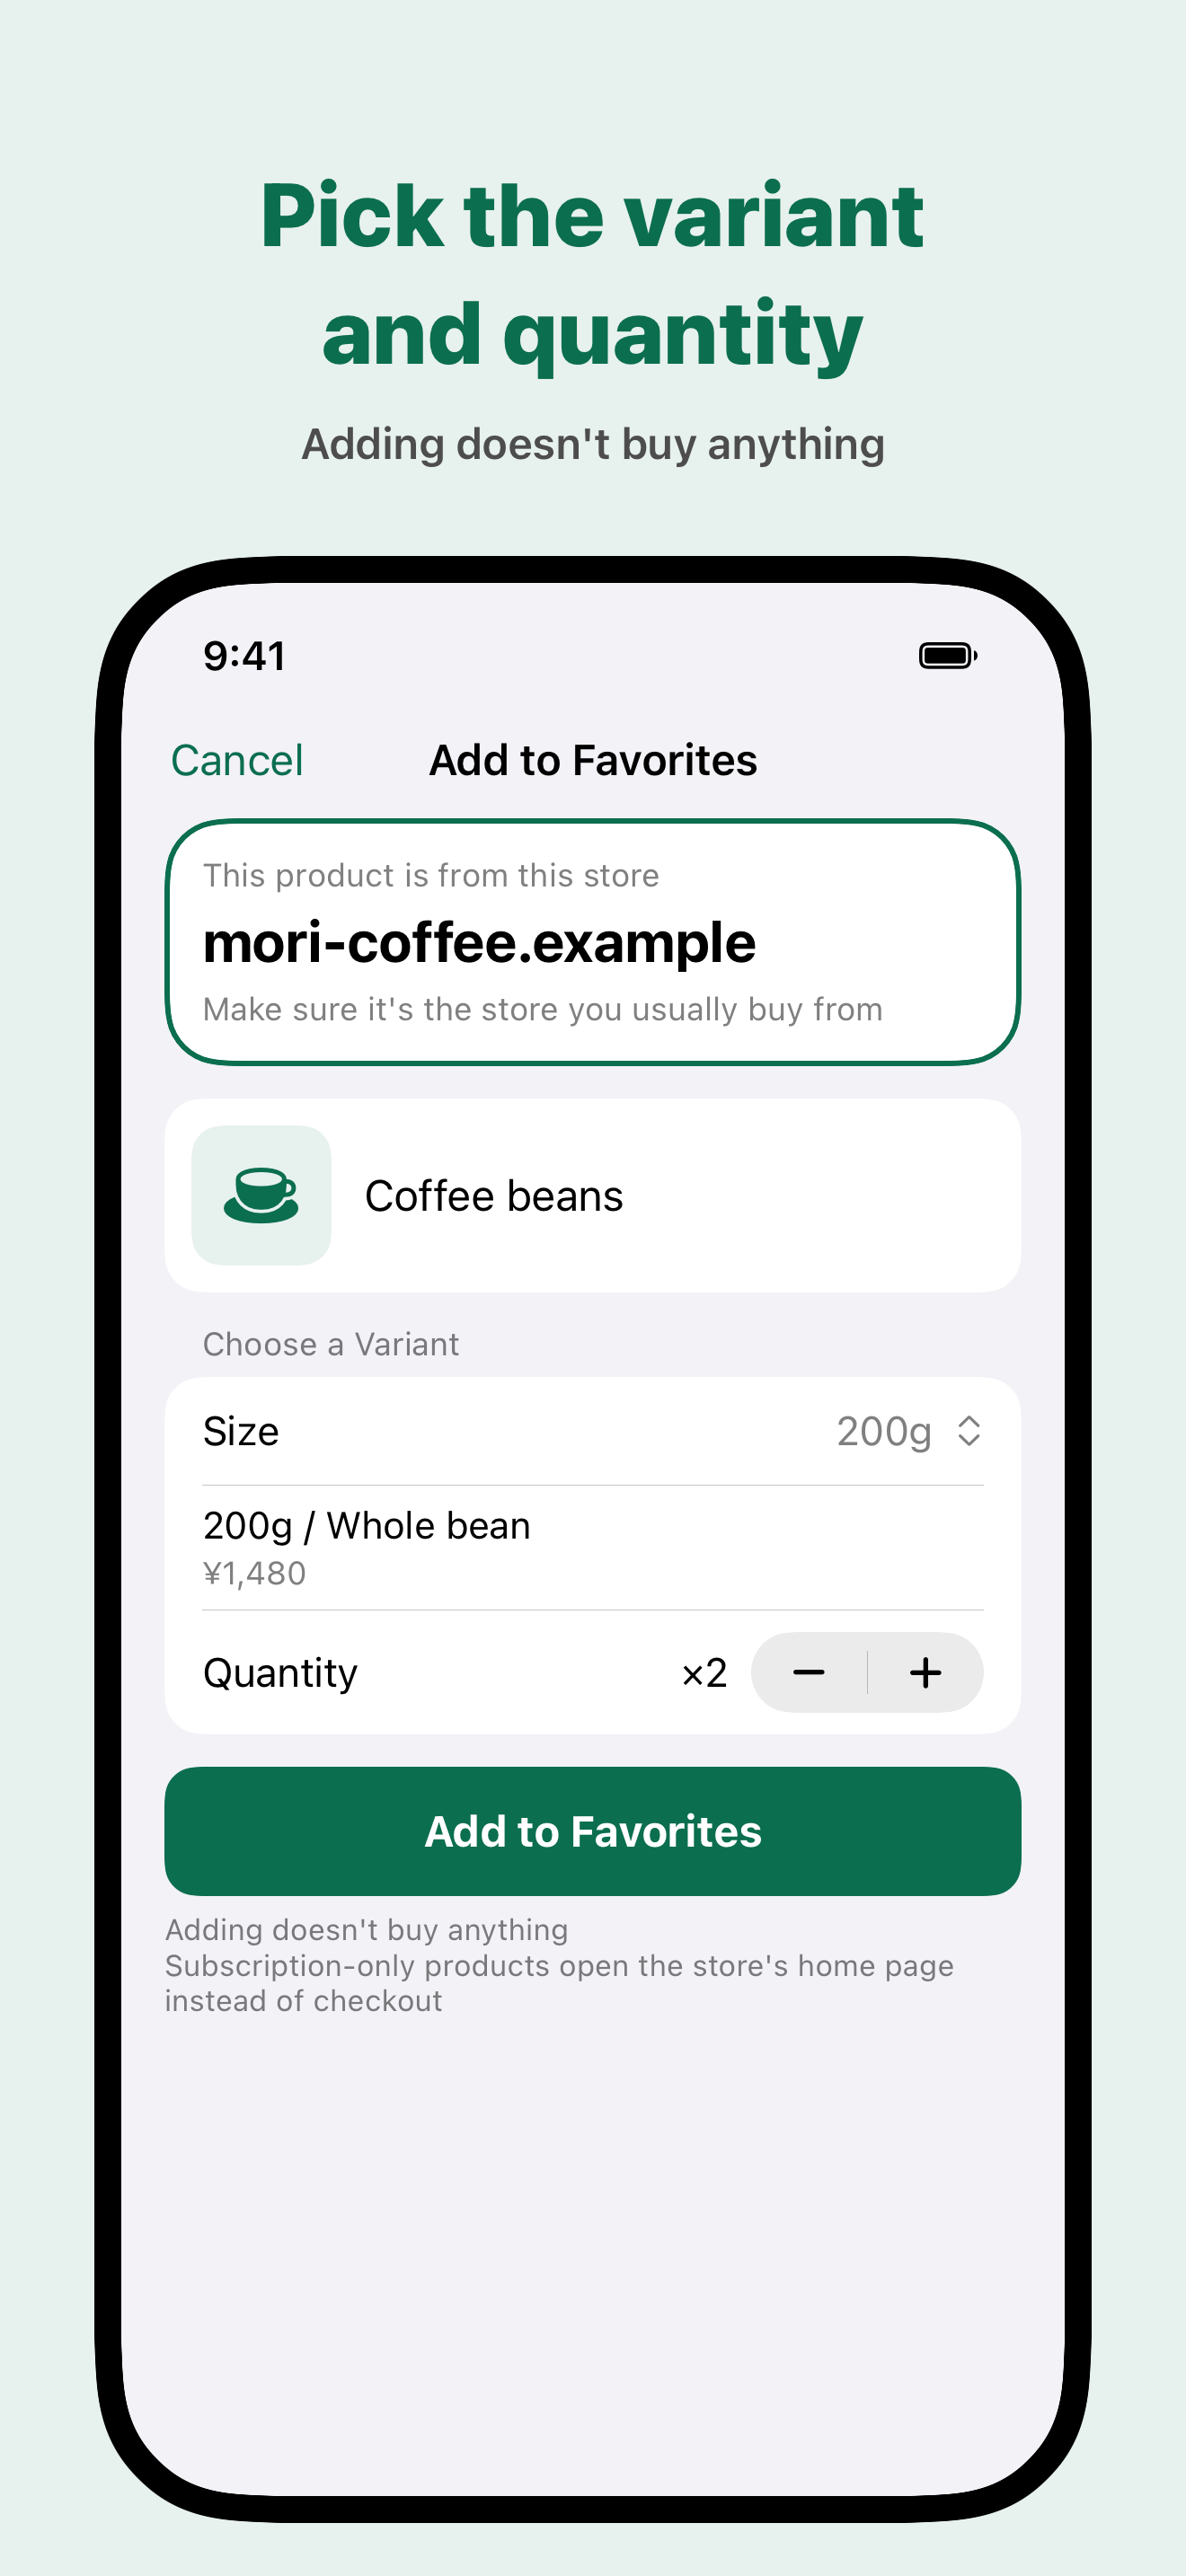 Pick the variant
and quantity
Adding doesn't buy anything
9:41
Cancel
Add to Favorites
This product is from this store
mori-coffee.example
Make sure it's the store you usually buy from
Coffee beans
Choose a Variant
Size
200g
200g / Whole bean
¥1,480
Quantity
×2
Add to Favorites
Adding doesn't buy anything
Subscription-only products open the store's home page
instead of checkout